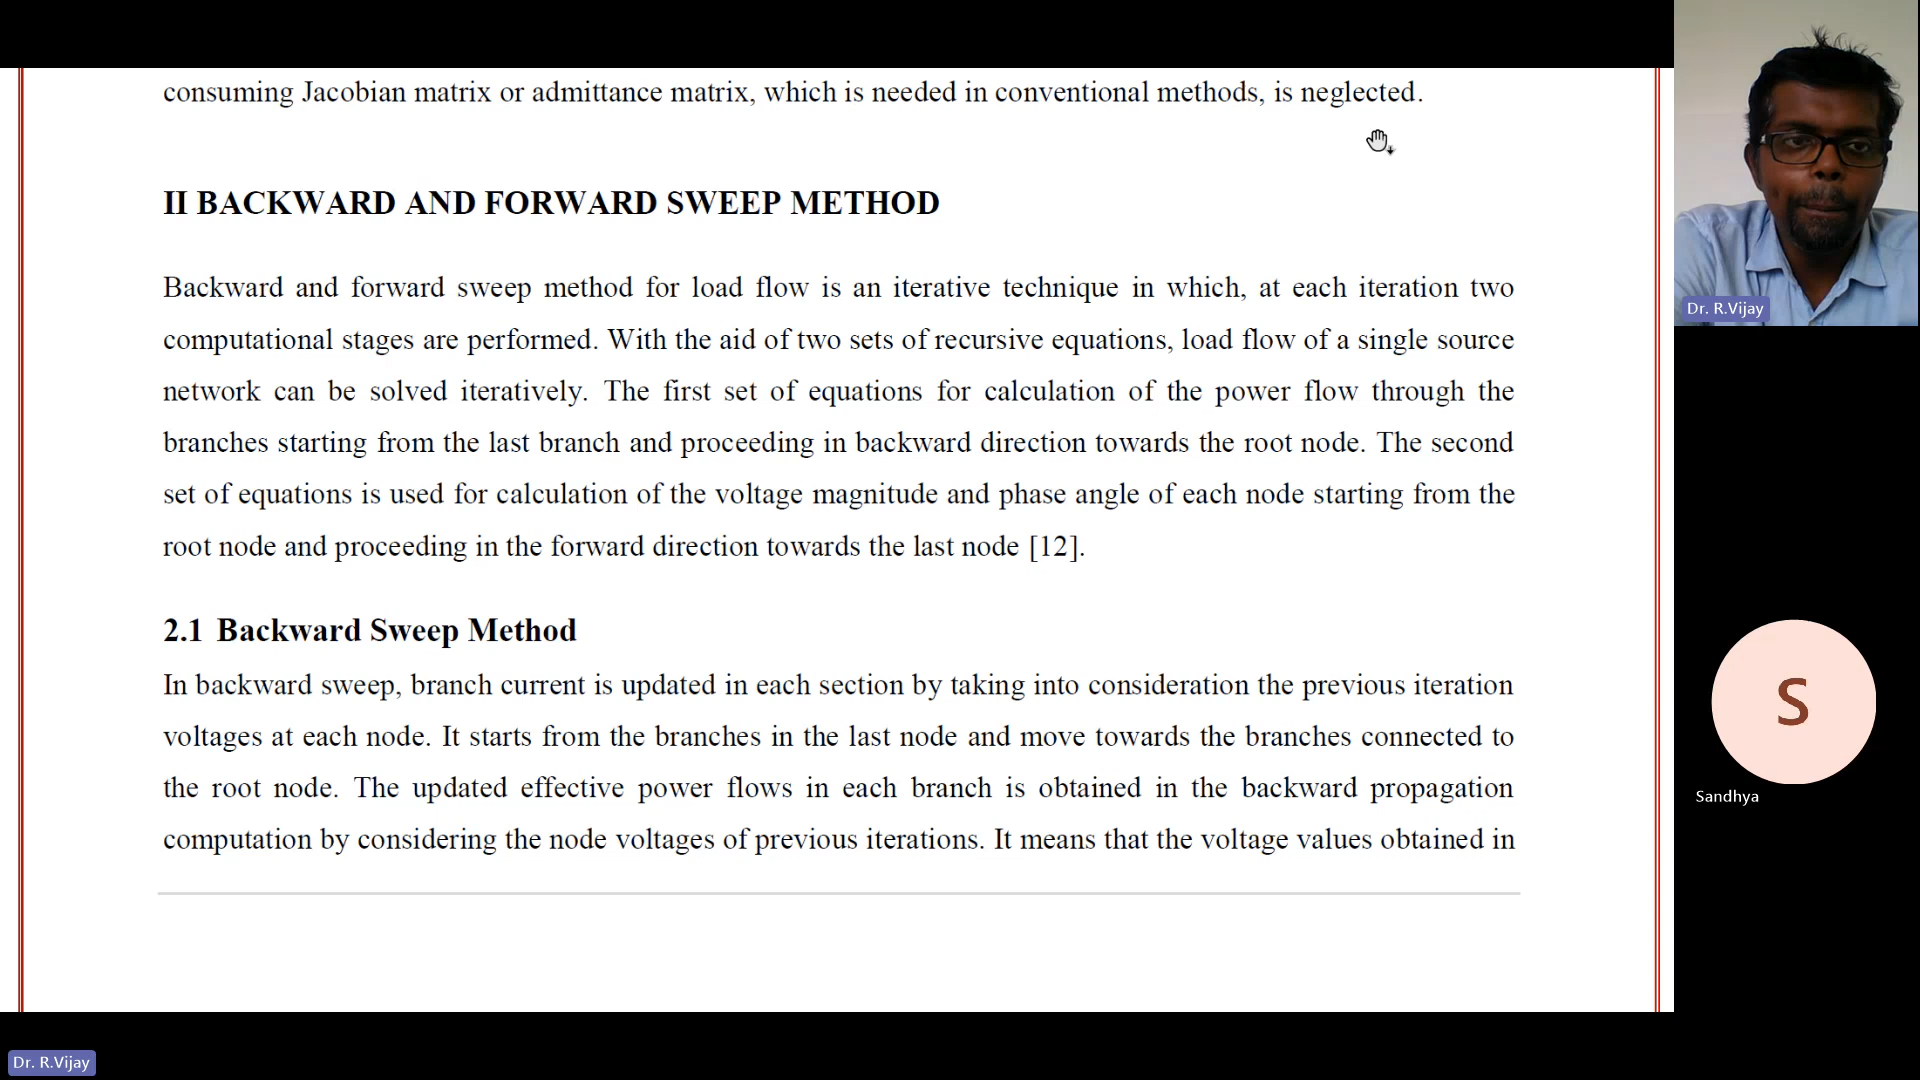 consuming Jacobian matrix or admittance matrix, which is needed in conventional methods, is neglected.
II BACKWARD AND FORWARD SWEEP METHOD
Backward and forward sweep method for load flow is an iterative technique in which, at each iteration two
computational stages are performed. With the aid of two sets of recursive equations, load flow of a single source
network can be solved iteratively. The first set of equations for calculation of the power flow through the
branches starting from the last branch and proceeding in backward direction towards the root node. The second
set of equations is used for calculation of the voltage magnitude and phase angle of each node starting from the
root node and proceeding in the forward direction towards the last node [12].
2.1 Backward Sweep Method
In backward sweep, branch current is updated in each section by taking into consideration the previous iteration
voltages at each node. It starts from the branches in the last node and move towards the branches connected to
the root node. The updated effective power flows in each branch is obtained in the backward propagation
computation by considering the node voltages of previous iterations. It means that the voltage values obtained in
Dr. R.Vijay
S
Sandhya
Dr. R.Vijay